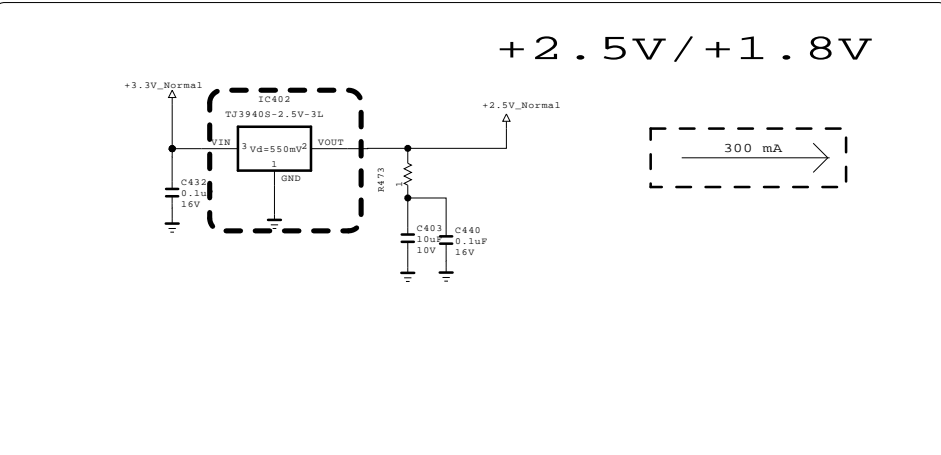 +2.5V/+1.8V
+3.3V_Normal
IC402
TJ3940S-2.5V-3L
+2.5V_Normal
VIN
3
Vd=550mV
2
VOUT
1
GND
300 mA
R473
1
C432
0.1u
16V
C403
10uF
10V
C440
0.1uF
16V